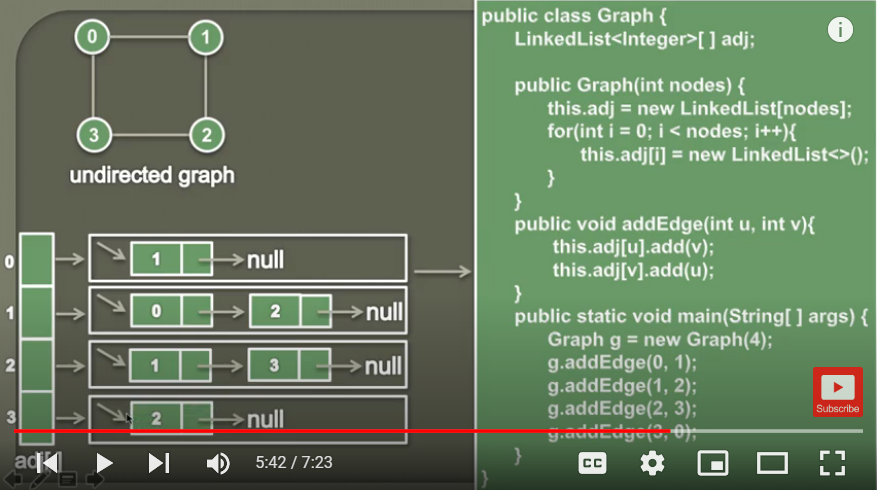 0 1
3 2
undirected graph
0 1 null
1 0 2 null
2 1 3 null
3 2 null
public class Graph {
LinkedList<Integer>[ ] adj;
public Graph(int nodes) {
this.adj = new LinkedList[nodes];
for(int i = 0; i < nodes; i++){
this.adj[i] = new LinkedList<>();
}
}
public void addEdge(int u, int v){
this.adj[u].add(v);
this.adj[v].add(u);
}
public static void main(String[ ] args) {
Graph g = new Graph(4);
g.addEdge(0, 1);
g.addEdge(1, 2);
g.addEdge(2, 3);
g.addEdge(3, 0);
}
}
i
Subscribe
5:42 / 7:23
CC